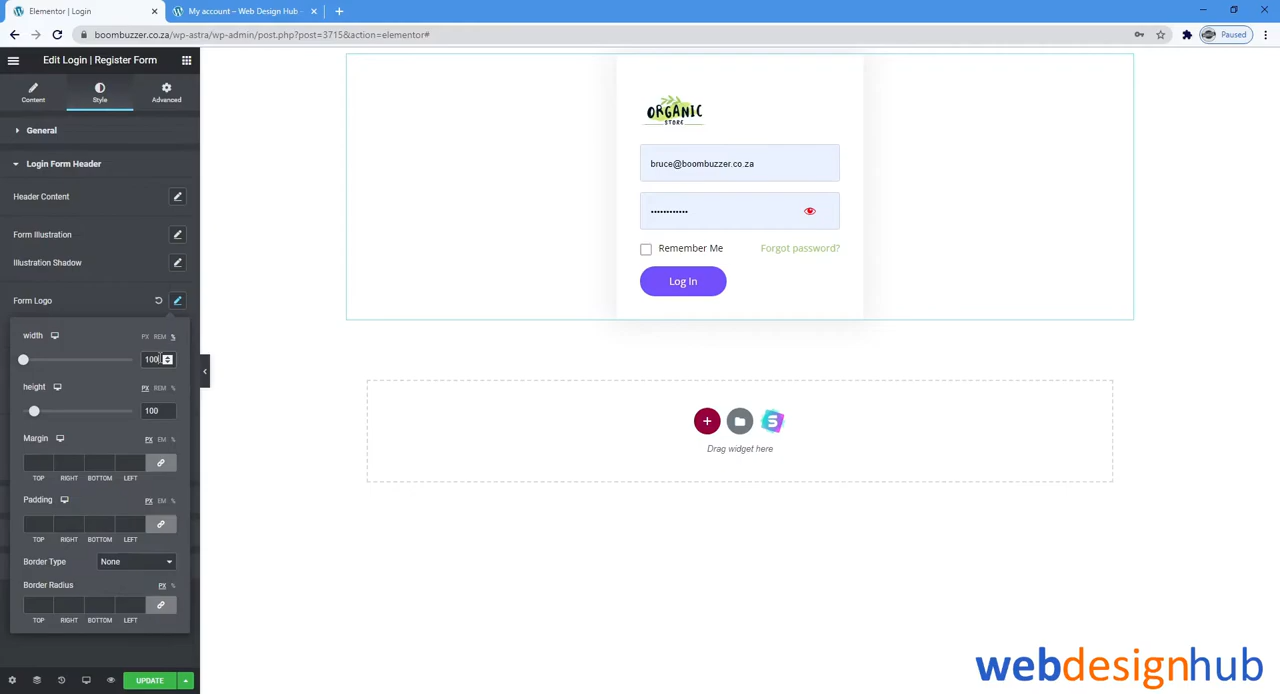 Elementor | Login
My account – Web Design Hub -
boombuzzer.co.za/wp-astra/wp-admin/post.php?post=3715&action=elementor#
Paused
Edit Login | Register Form
Content
Style
Advanced
General
Login Form Header
Header Content
Form Illustration
Illustration Shadow
Form Logo
width
PX REM %
100
height
PX REM %
100
Margin
PX EM %
TOP RIGHT BOTTOM LEFT
Padding
PX EM %
TOP RIGHT BOTTOM LEFT
Border Type
None
Border Radius
PX %
TOP RIGHT BOTTOM LEFT
UPDATE
ORGANIC
STORE
bruce@boombuzzer.co.za
Remember Me
Forgot password?
Log In
Drag widget here
webdesignhub